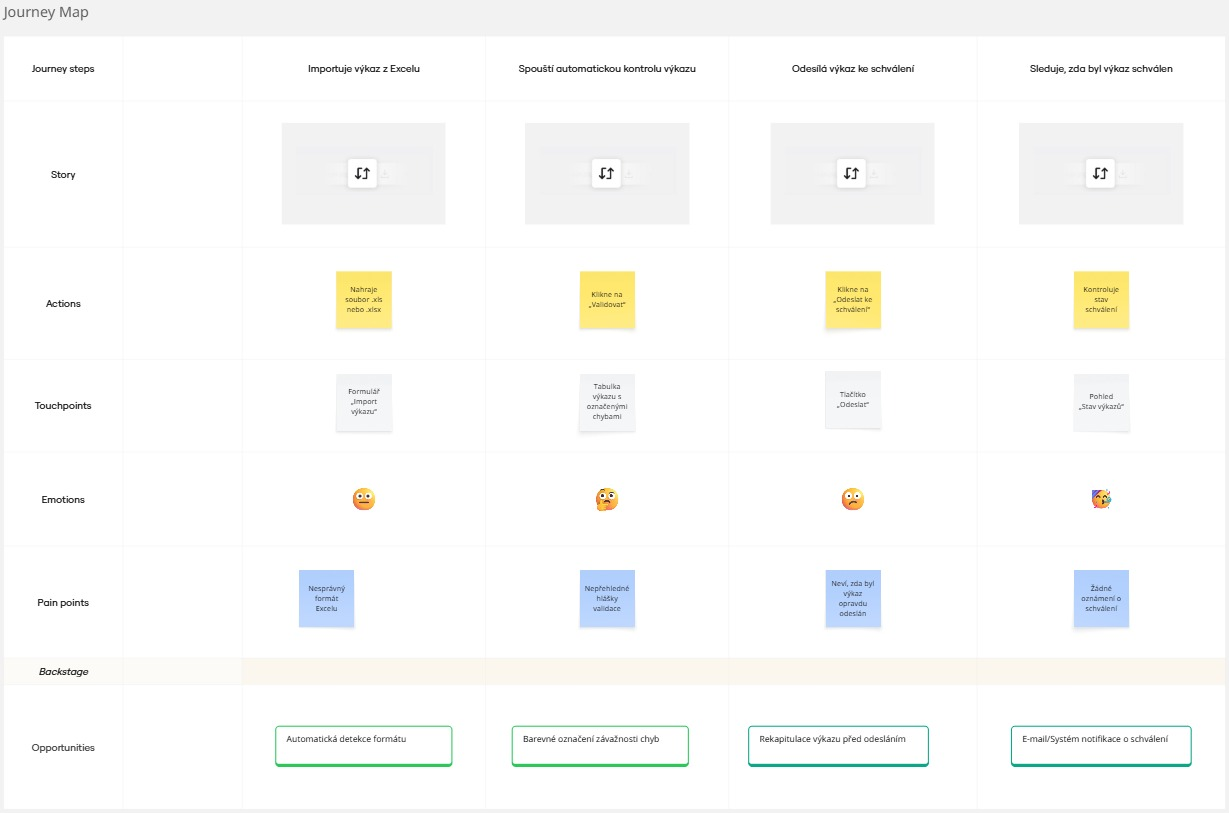 Journey Map
Journey steps
Importuje výkaz z Excelu
Spouští automatickou kontrolu výkazu
Odesílá výkaz ke schválení
Sleduje, zda byl výkaz schválen
Story
Actions
Nahraje
soubor .xls
nebo .xlsx
Klikne na
„Validovat“
Klikne na
„Odeslat ke
schválení“
Kontroluje
stav
schválení
Touchpoints
Formulář
„Import
výkazu“
Tabulka
výkazu s
označenými
chybami
Tlačítko
„Odeslat“
Pohled
„Stav výkazů“
Emotions
Pain points
Nesprávný
formát
Excelu
Nepřehledné
hlášky
validace
Neví, zda byl
výkaz
opravdu
odeslán
Žádné
oznámení o
schválení
Backstage
Opportunities
Automatická detekce formátu
Barevné označení závažnosti chyb
Rekapitulace výkazu před odesláním
E-mail/Systém notifikace o schválení